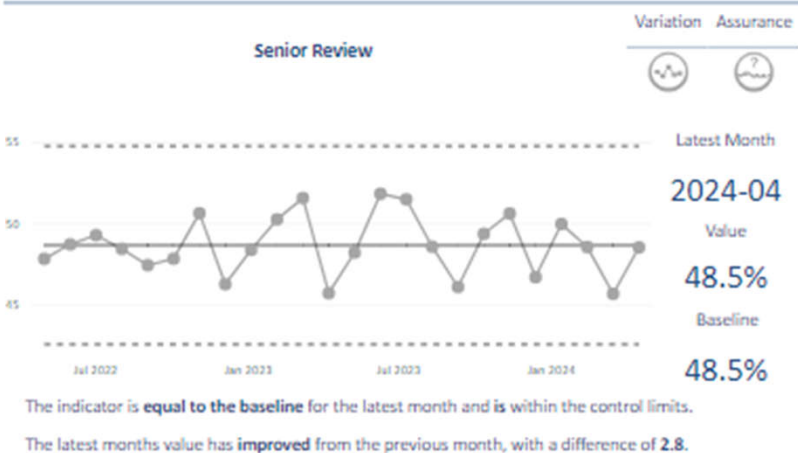 Variation Assurance
Senior Review
?
55
50
45
Jul 2022 Jan 2023 Jul 2023 Jan 2024
Latest Month
2024-04
Value
48.5%
Baseline
48.5%
The indicator is equal to the baseline for the latest month and is within the control limits.
The latest months value has improved from the previous month, with a difference of 2.8.